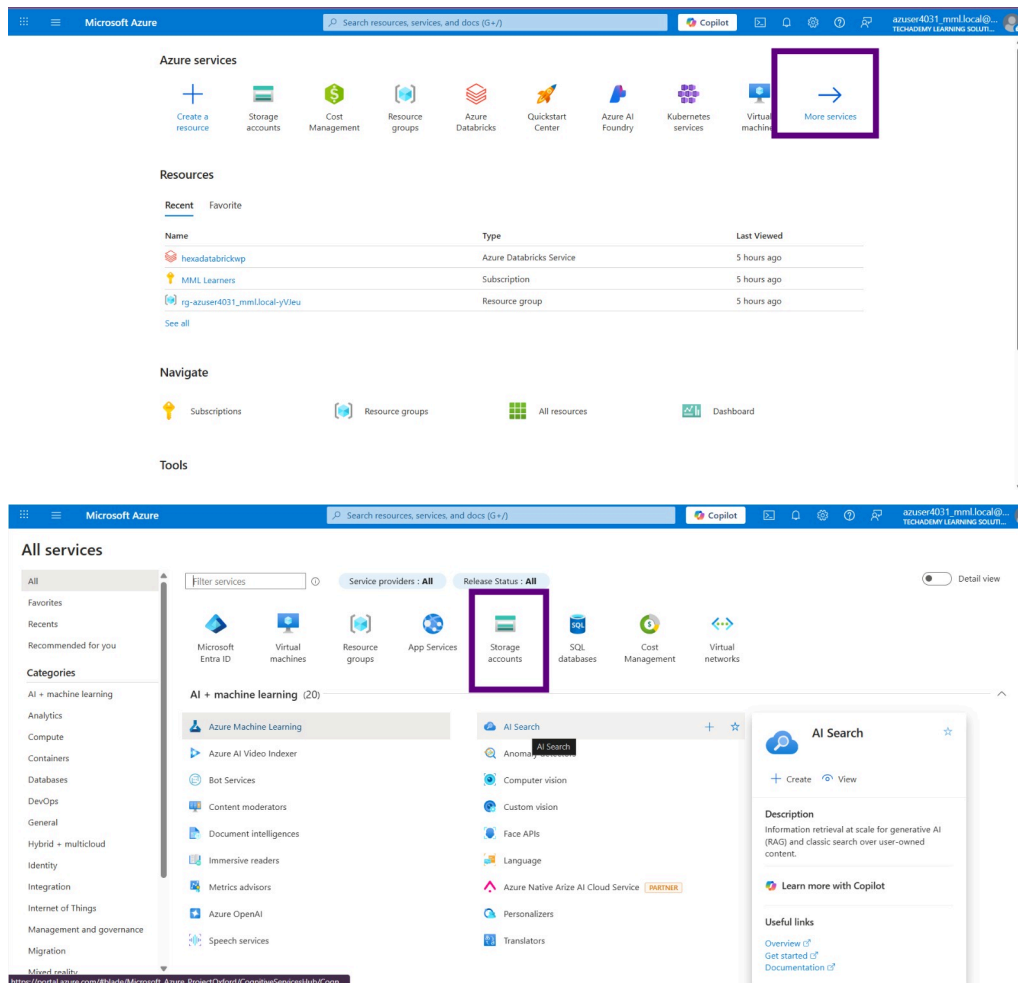 Microsoft Azure
Search resources, services, and docs (G+/)
Copilot
azuser4031_mml.local@...
TECHADEMY LEARNING SOLUTI...
Azure services
Create a resource
Storage accounts
Cost Management
Resource groups
Azure Databricks
Quickstart Center
Azure AI Foundry
Kubernetes services
Virtual machin
More services
Resources
Recent Favorite
Name Type Last Viewed
hexadatabrickwp Azure Databricks Service 5 hours ago
MML Learners Subscription 5 hours ago
rg-azuser4031_mml.local-yVJeu Resource group 5 hours ago
See all
Navigate
Subscriptions Resource groups All resources Dashboard
Tools
Microsoft Azure
Search resources, services, and docs (G+/)
Copilot
azuser4031_mml.local@...
TECHADEMY LEARNING SOLUTI...
All services
All
Favorites
Recents
Recommended for you
Categories
AI + machine learning
Analytics
Compute
Containers
Databases
DevOps
General
Hybrid + multicloud
Identity
Integration
Internet of Things
Management and governance
Migration
Mixed reality
Filter services
Service providers : All
Release Status : All
Detail view
Microsoft Entra ID
Virtual machines
Resource groups
App Services
Storage accounts
SQL databases
Cost Management
Virtual networks
AI + machine learning (20)
Azure Machine Learning
Azure AI Video Indexer
Bot Services
Content moderators
Document intelligences
Immersive readers
Metrics advisors
Azure OpenAI
Speech services
AI Search
AI Search
Computer vision
Custom vision
Face APIs
Language
Azure Native Arize AI Cloud Service PARTNER
Personalizers
Translators
AI Search
Create View
Description
Information retrieval at scale for generative AI
(RAG) and classic search over user-owned
content.
Learn more with Copilot
Useful links
Overview
Get started
Documentation